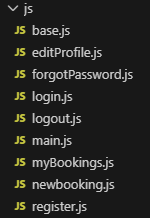 js
JS base.js
JS editProfile.js
JS forgotPassword.js
JS login.js
JS logout.js
JS main.js
JS myBookings.js
JS newbooking.js
JS register.js